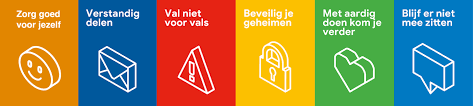 Zorg goed
voor jezelf
Verstandig
delen
Val niet
voor vals
Beveilig je
geheimen
Met aardig
doen kom je
verder
Blijf er niet
mee zitten